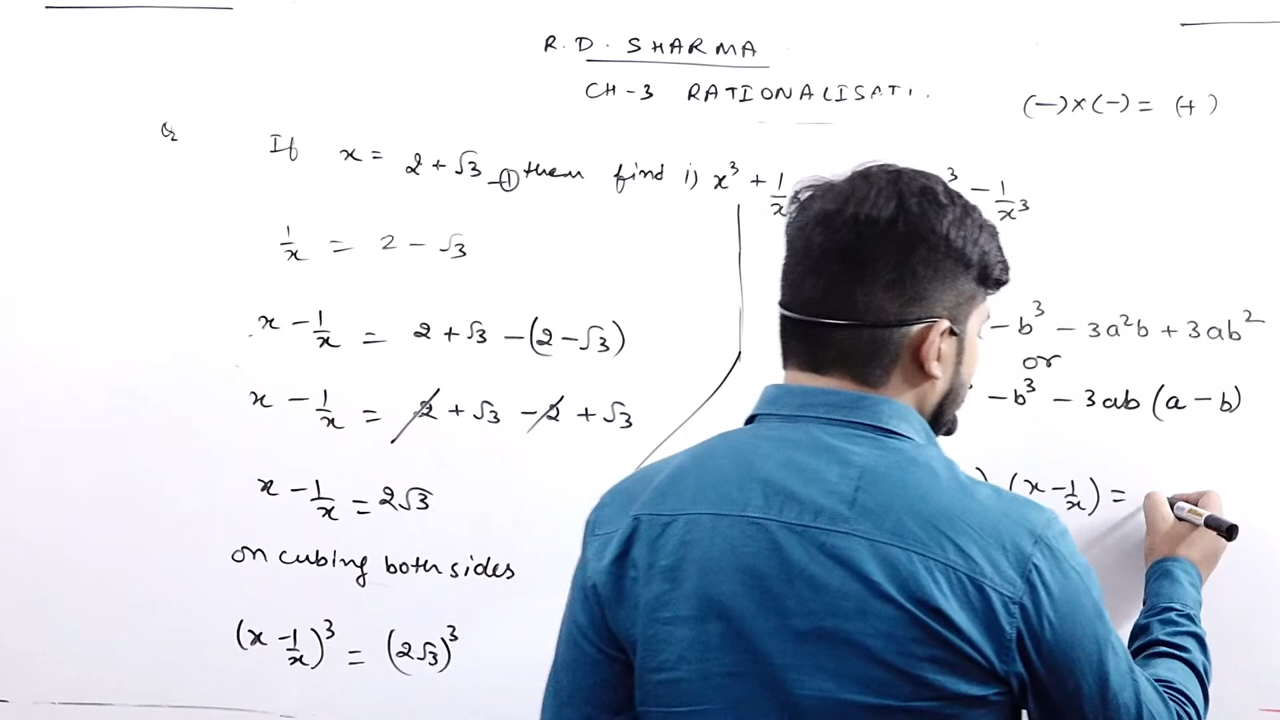 R.D. SHARMA
CH-3 RATIONALISATI
(-)×(-) = (+)
Q If x = 2 + √3 -① them find i) x³ + 1/x ³ - 1/x³
1/x = 2 - √3
x - 1/x = 2 + √3 - (2 - √3)
x - 1/x = 2 + √3 - 2 + √3
x - 1/x = 2√3
on cubing both sides
(x - 1/x)³ = (2√3)³
- b³ - 3a²b + 3ab²
or
- b³ - 3ab (a - b)
) (x - 1/x) =